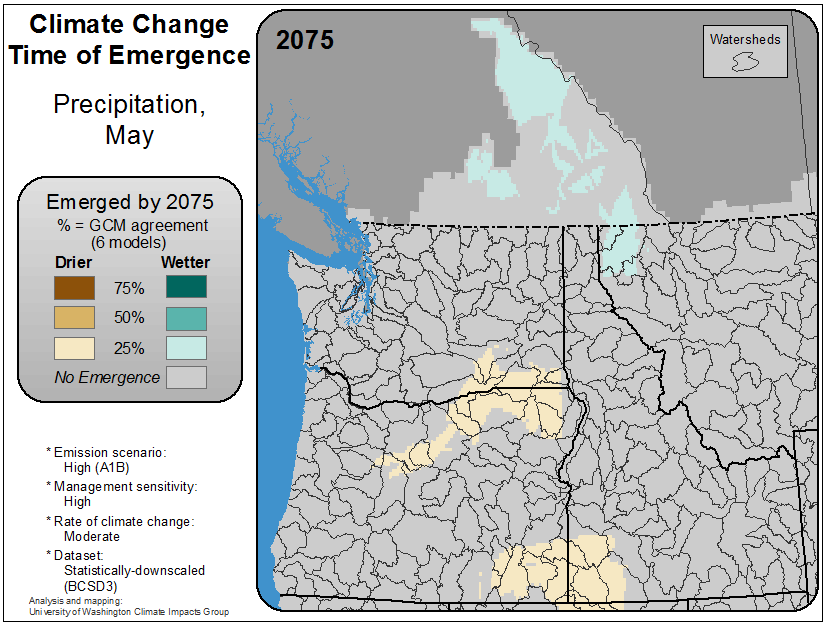 Climate Change
Time of Emergence
Precipitation,
May
Emerged by 2075
% = GCM agreement
(6 models)
Drier Wetter
75%
50%
25%
No Emergence
* Emission scenario:
High (A1B)
* Management sensitivity:
High
* Rate of climate change:
Moderate
* Dataset:
Statistically-downscaled
(BCSD3)
Analysis and mapping:
University of Washington Climate Impacts Group
2075
Watersheds